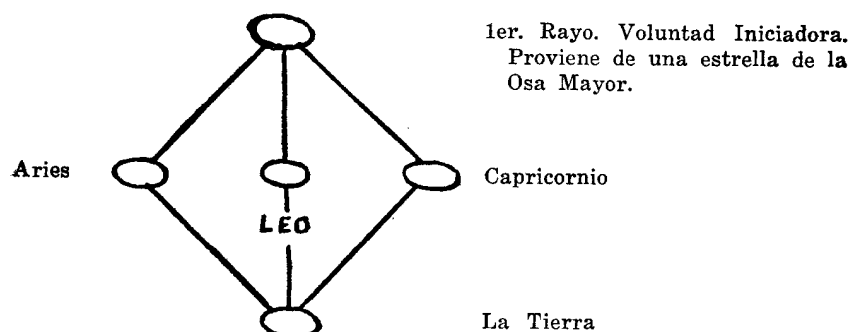 1er. Rayo. Voluntad Iniciadora.
Proviene de una estrella de la
Osa Mayor.
Aries
Capricornio
LEO
La Tierra